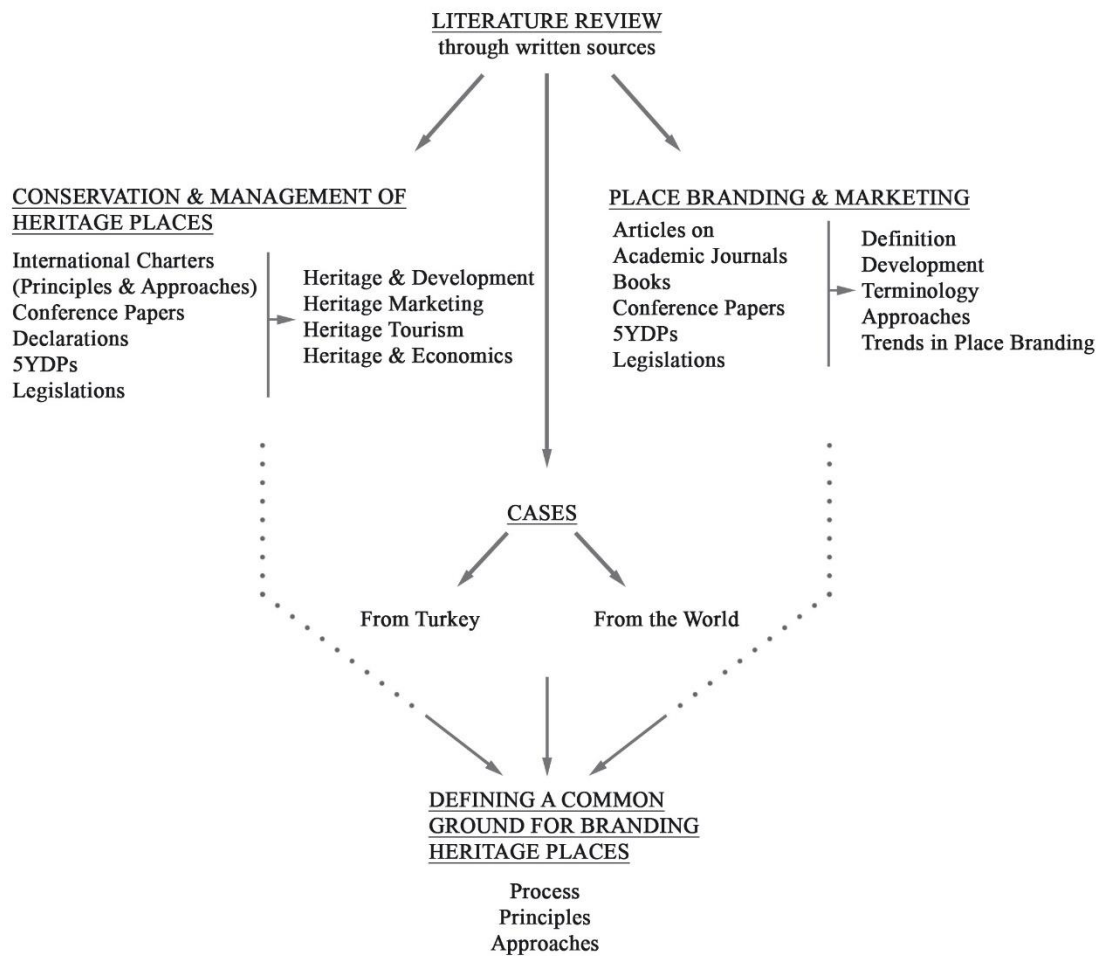 LITERATURE REVIEW
through written sources
CONSERVATION & MANAGEMENT OF
HERITAGE PLACES
International Charters
(Principles & Approaches)
Conference Papers
Declarations
5YDPs
Legislations
Heritage & Development
Heritage Marketing
Heritage Tourism
Heritage & Economics
PLACE BRANDING & MARKETING
Articles on
Academic Journals
Books
Conference Papers
5YDPs
Legislations
Definition
Development
Terminology
Approaches
Trends in Place Branding
CASES
From Turkey
From the World
DEFINING A COMMON
GROUND FOR BRANDING
HERITAGE PLACES
Process
Principles
Approaches